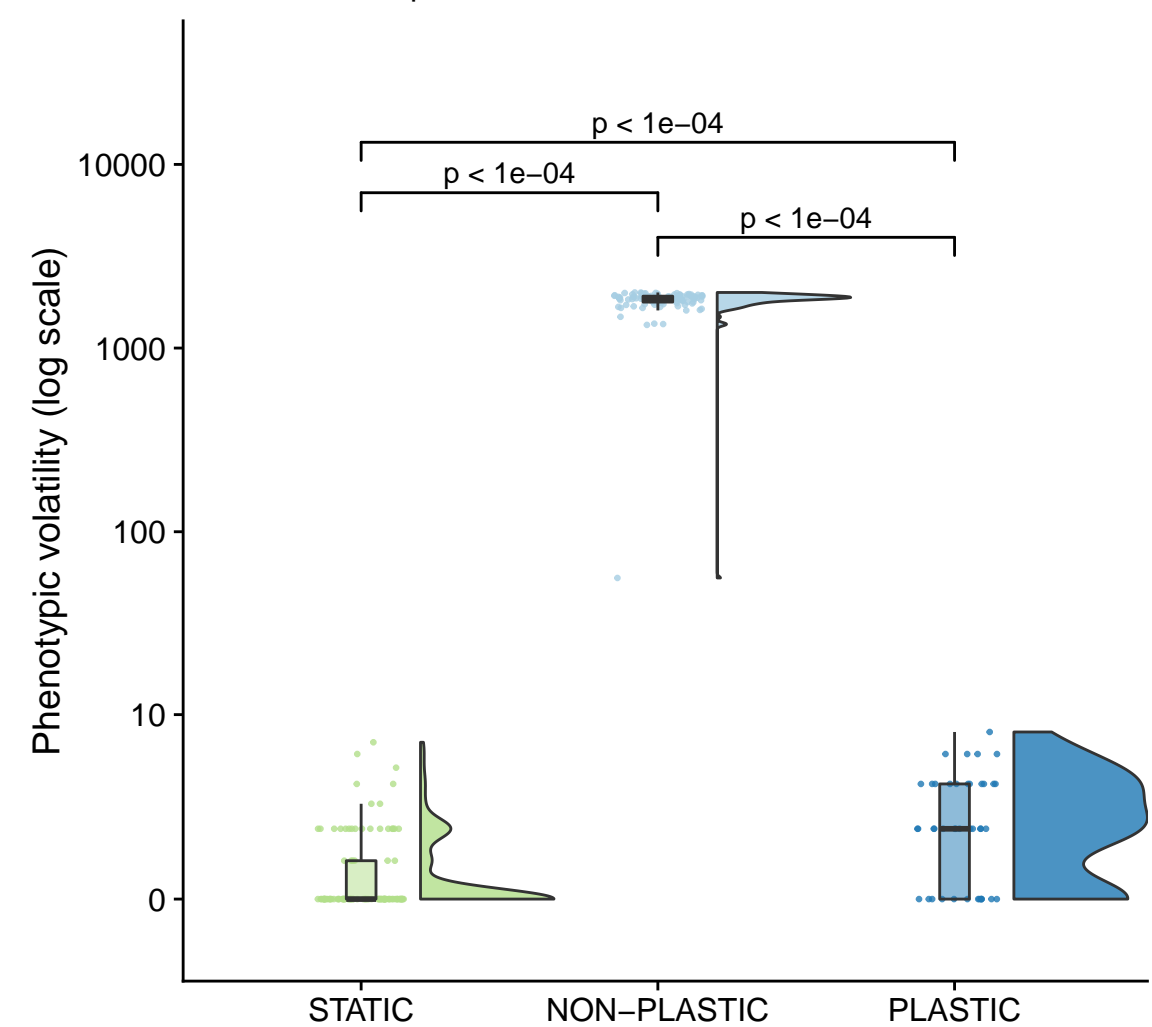 p < 1e−04
10000
p < 1e−04
p < 1e−04
1000
100
10
0
Phenotypic volatility (log scale)
STATIC NON−PLASTIC PLASTIC